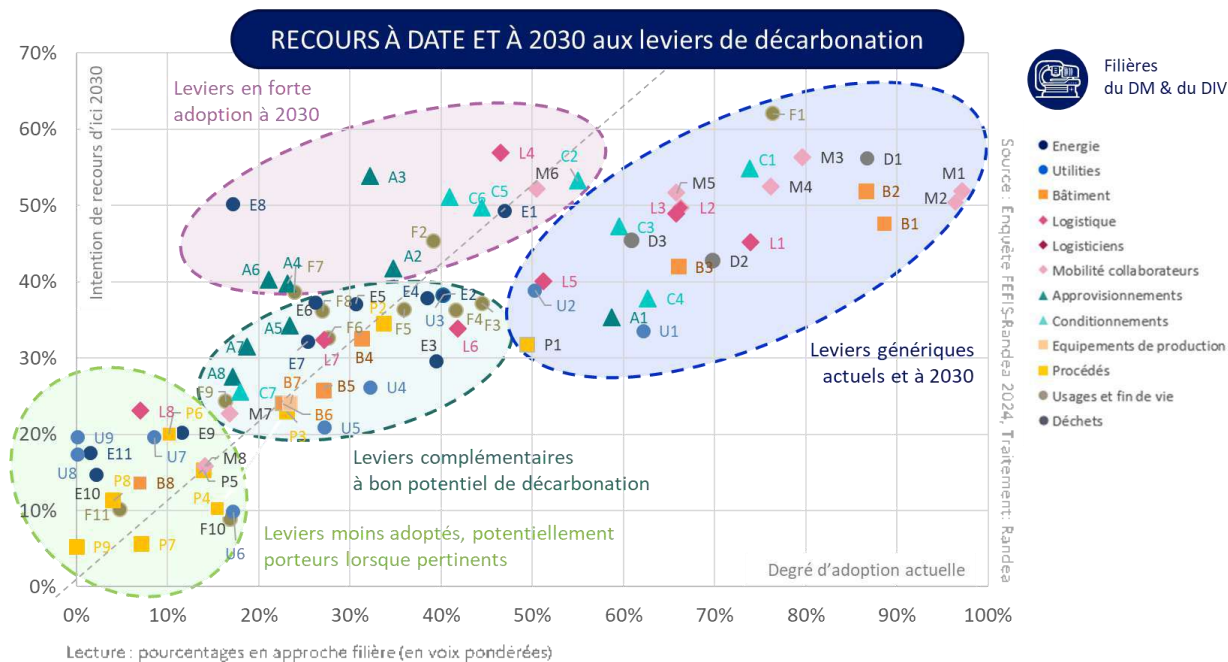 RECOURS À DATE ET À 2030 aux leviers de décarbonation
Filières
du DM & du DIV
Energie
Utilities
Bâtiment
Logistique
Logisticiens
Mobilité collaborateurs
Approvisionnements
Conditionnements
Equipements de production
Procédés
Usages et fin de vie
Déchets
Source : Enquête FEFIS-Randea 2024, Traitement: Randea
Intention de recours d'ici 2030
70%
60%
50%
40%
30%
20%
10%
0%
Leviers en forte
adoption à 2030
F1
L4
C2
M6
A3
C6
C5
E8
E1
F2
A2
A6
A4
F7
C1
M3
D1
M1
M2
M5
M4
B2
B1
L3
L2
C3
D3
L1
D2
B3
L5
U2
C4
A1
U1
P1
Leviers génériques
actuels et à 2030
E6
F8
E5
E4
E2
P2
F5
U3
F4
F3
A5
F6
L7
E7
B4
L6
E3
A7
A8
C7
F9
M7
B7
B5
B6
P3
U4
U5
Leviers complémentaires
à bon potentiel de décarbonation
L8
P6
E9
U9
U8
E11
U7
M8
P5
E10
P8
B8
P4
F11
F10
U6
P9
P7
Leviers moins adoptés, potentiellement
porteurs lorsque pertinents
Degré d'adoption actuelle
0%
10%
20%
30%
40%
50%
60%
70%
80%
90%
100%
Lecture : pourcentages en approche filière (en voix pondérées)